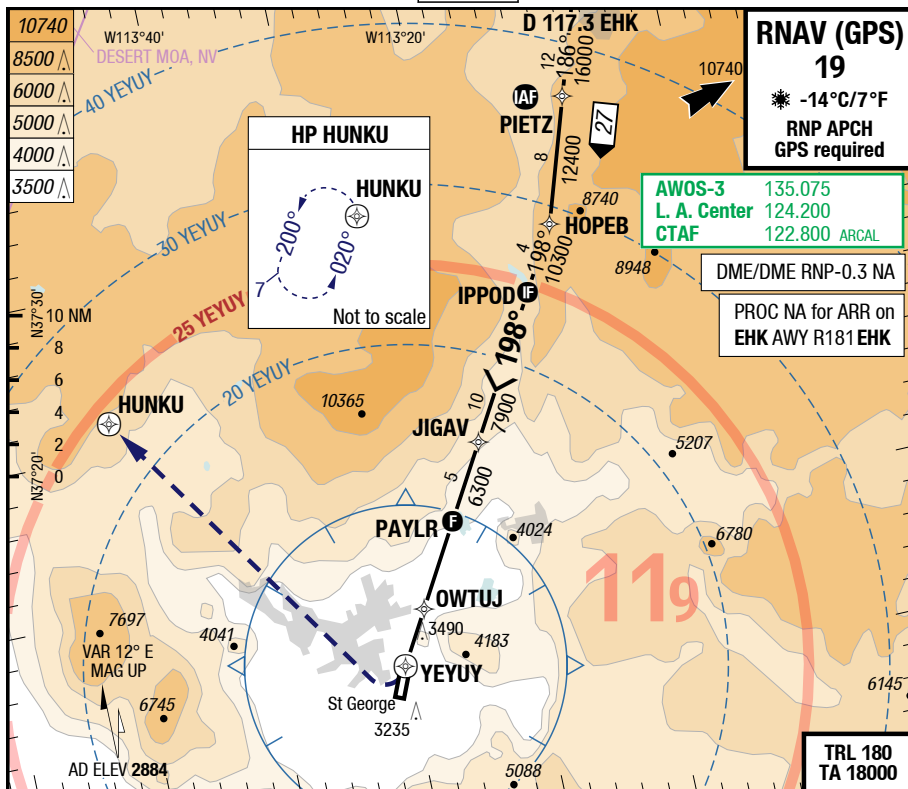 10740
8500
6000
5000
4000
3500
W113°40'
W113°20'
DESERT MOA, NV
40 YEYUY
D 117.3 EHK
12
186°
16000
IAF
PIETZ
27
10740
RNAV (GPS)
19
-14°C/7°F
RNP APCH
GPS required
HP HUNKU
HUNKU
200°
020°
7
Not to scale
8
12400
8740
HOPEB
AWOS-3 135.075
L. A. Center 124.200
CTAF 122.800 ARCAL
30 YEYUY
4
198°
10300
8948
DME/DME RNP-0.3 NA
IPPOD IF
PROC NA for ARR on
EHK AWY R181 EHK
N37°30'
10 NM
8
6
4
2
0
N37°20'
25 YEYUY
198°
20 YEYUY
HUNKU
10365
10
7900
JIGAV
5207
5
6300
PAYLR F
4024
6780
119
OWTUJ
3490
4183
7697
4041
VAR 12° E
MAG UP
YEYUY
6745
St George
3235
6145
AD ELEV 2884
5088
TRL 180
TA 18000